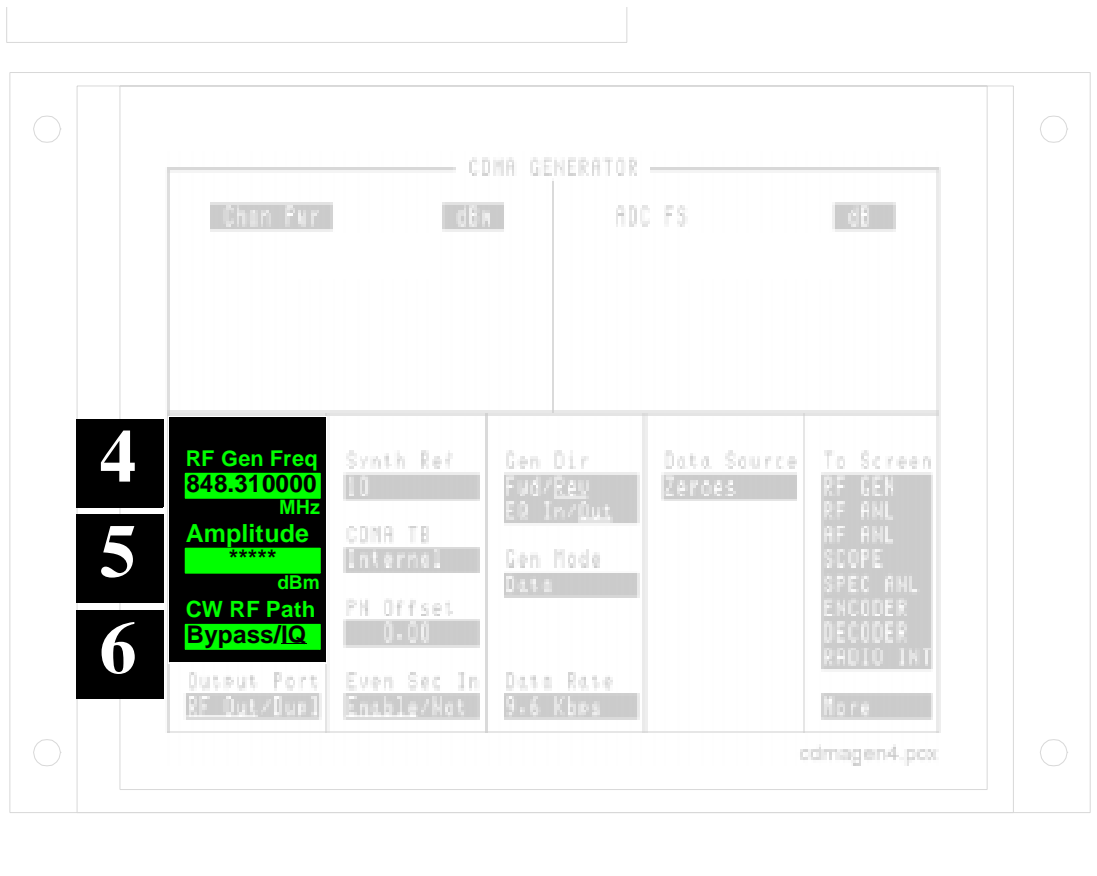 CDMA GENERATOR
Chan Pwr dBm ADC FS dB
4
RF Gen Freq
848.310000
MHz
5
Amplitude
*****
dBm
6
CW RF Path
Bypass/IQ
Output Port
RF Out/Dupl
Synth Ref
10
CDMA TB
Internal
PN Offset
0.00
Even Sec In
Enable/Not
Gen Dir
Fwd/Rev
EQ In/Out
Gen Mode
Data
Data Rate
9.6 Kbps
Data Source
Zeroes
To Screen
RF GEN
RF ANL
AF ANL
SCOPE
SPEC ANL
ENCODER
DECODER
RADIO INT
More
cdmagen4.pcx